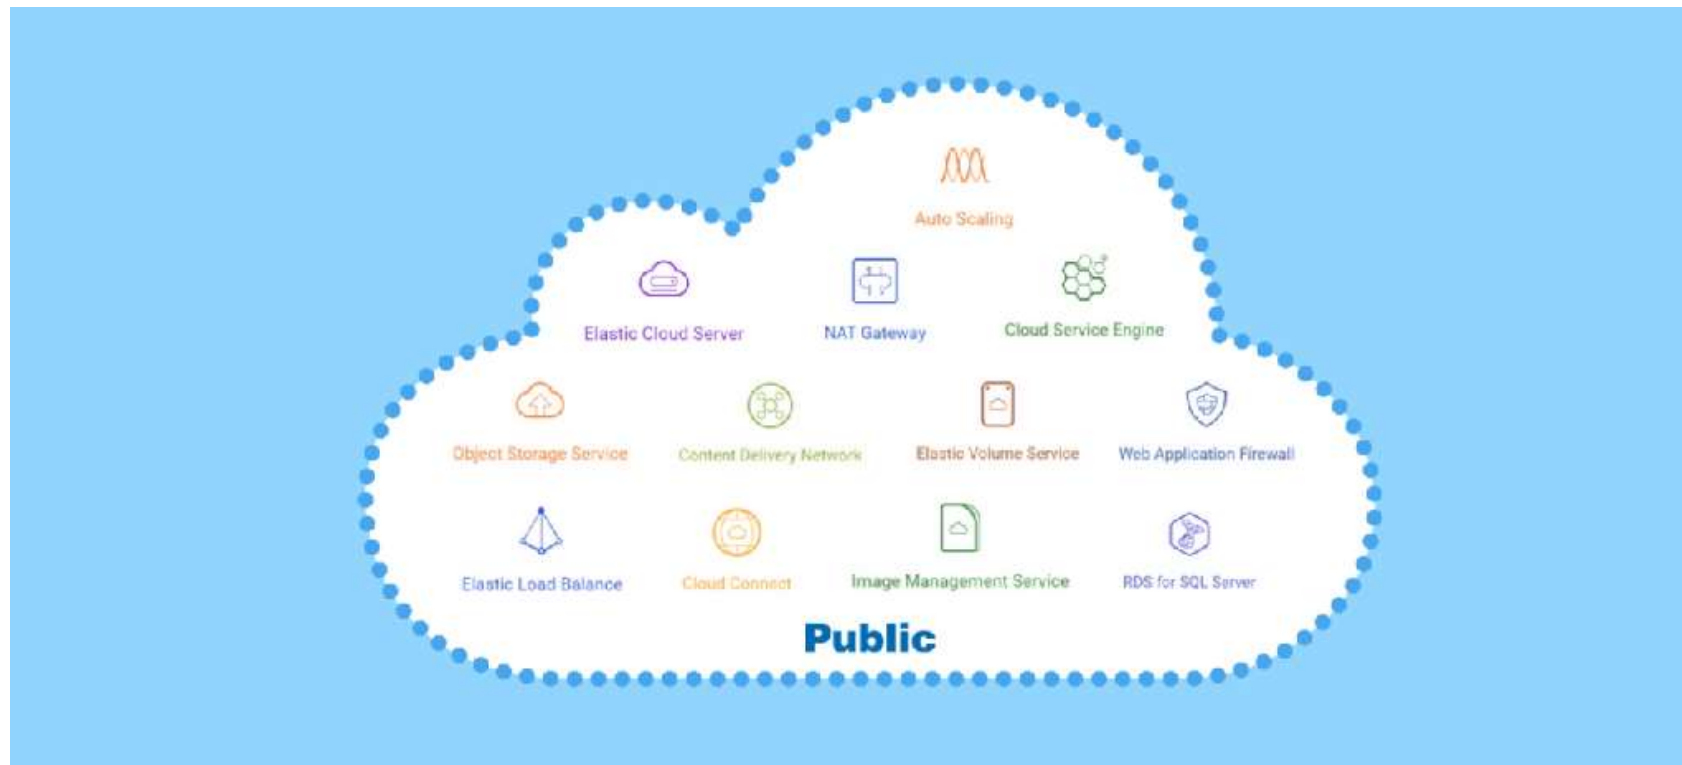 Auto Scaling
Elastic Cloud Server
NAT Gateway
Cloud Service Engine
Object Storage Service
Content Delivery Network
Elastic Volume Service
Web Application Firewall
Elastic Load Balance
Cloud Connect
Image Management Service
RDS for SQL Server
Public